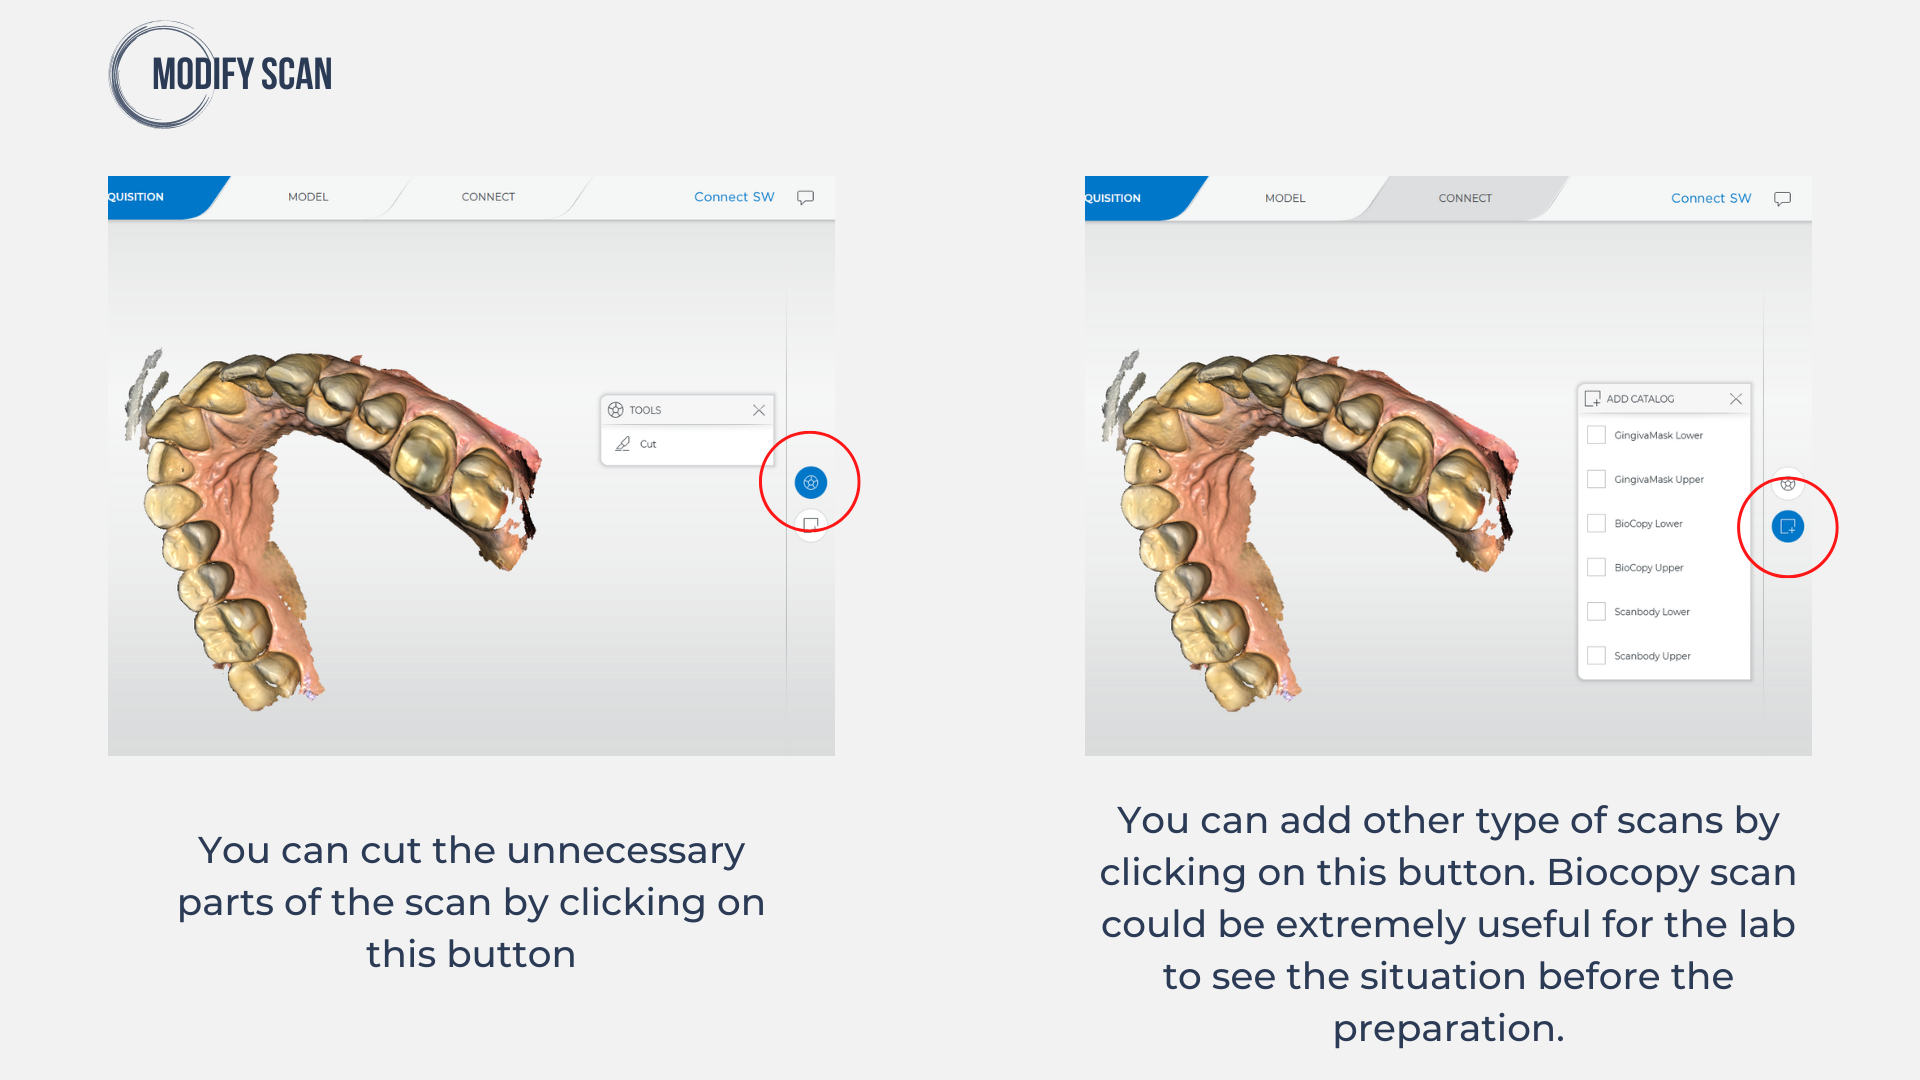 MODIFY SCAN
QUISITION
MODEL
CONNECT
Connect SW
TOOLS
Cut
You can cut the unnecessary
parts of the scan by clicking on
this button
QUISITION
MODEL
CONNECT
Connect SW
ADD CATALOG
GingivaMask Lower
GingivaMask Upper
BioCopy Lower
BioCopy Upper
Scanbody Lower
Scanbody Upper
You can add other type of scans by
clicking on this button. Biocopy scan
could be extremely useful for the lab
to see the situation before the
preparation.